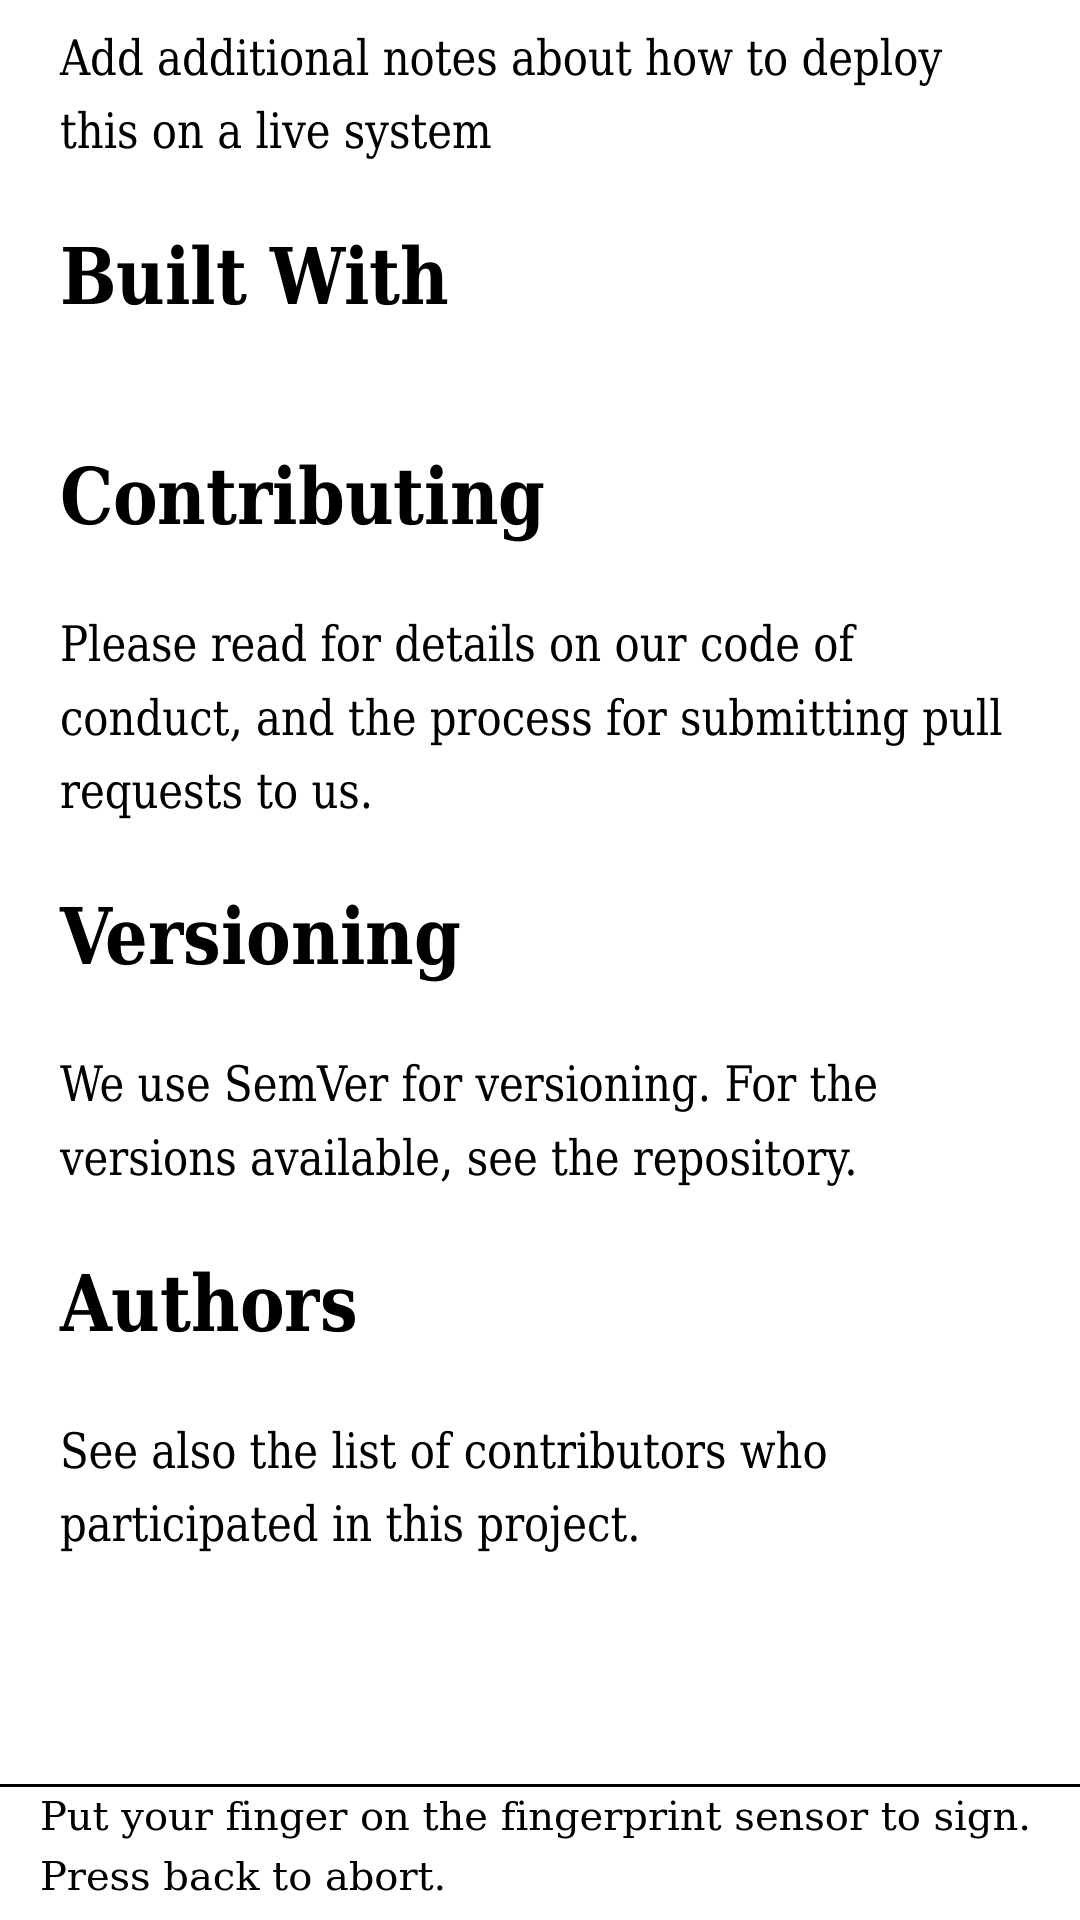 Add additional notes about how to deploy
this on a live system
Built With
Contributing
Please read for details on our code of
conduct, and the process for submitting pull
requests to us.
Versioning
We use SemVer for versioning. For the
versions available, see the repository.
Authors
See also the list of contributors who
participated in this project.
Put your finger on the fingerprint sensor to sign.
Press back to abort.